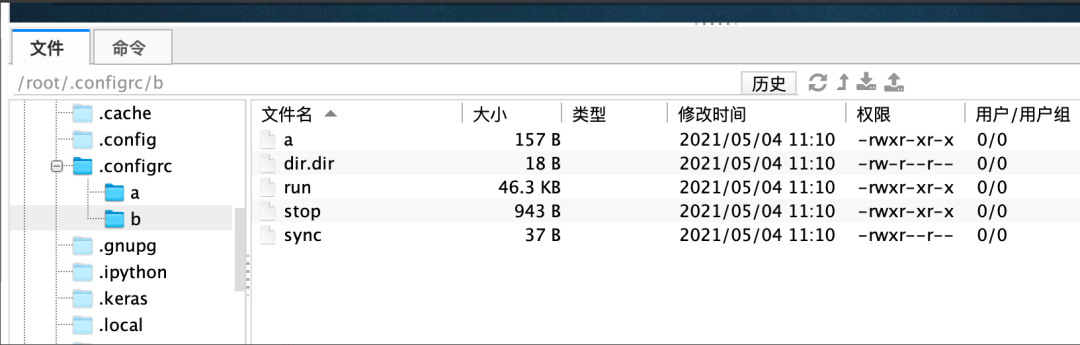 文件 命令
/root/.configrc/b 历史
.cache
.config
.configrc
a
b
.gnupg
.ipython
.keras
.local
文件名 大小 类型 修改时间 权限 用户/用户组
a 157 B 2021/05/04 11:10 -rwxr-xr-x 0/0
dir.dir 18 B 2021/05/04 11:10 -rw-r--r-- 0/0
run 46.3 KB 2021/05/04 11:10 -rwxr-xr-x 0/0
stop 943 B 2021/05/04 11:10 -rwxr-xr-x 0/0
sync 37 B 2021/05/04 11:10 -rwxr--r-- 0/0